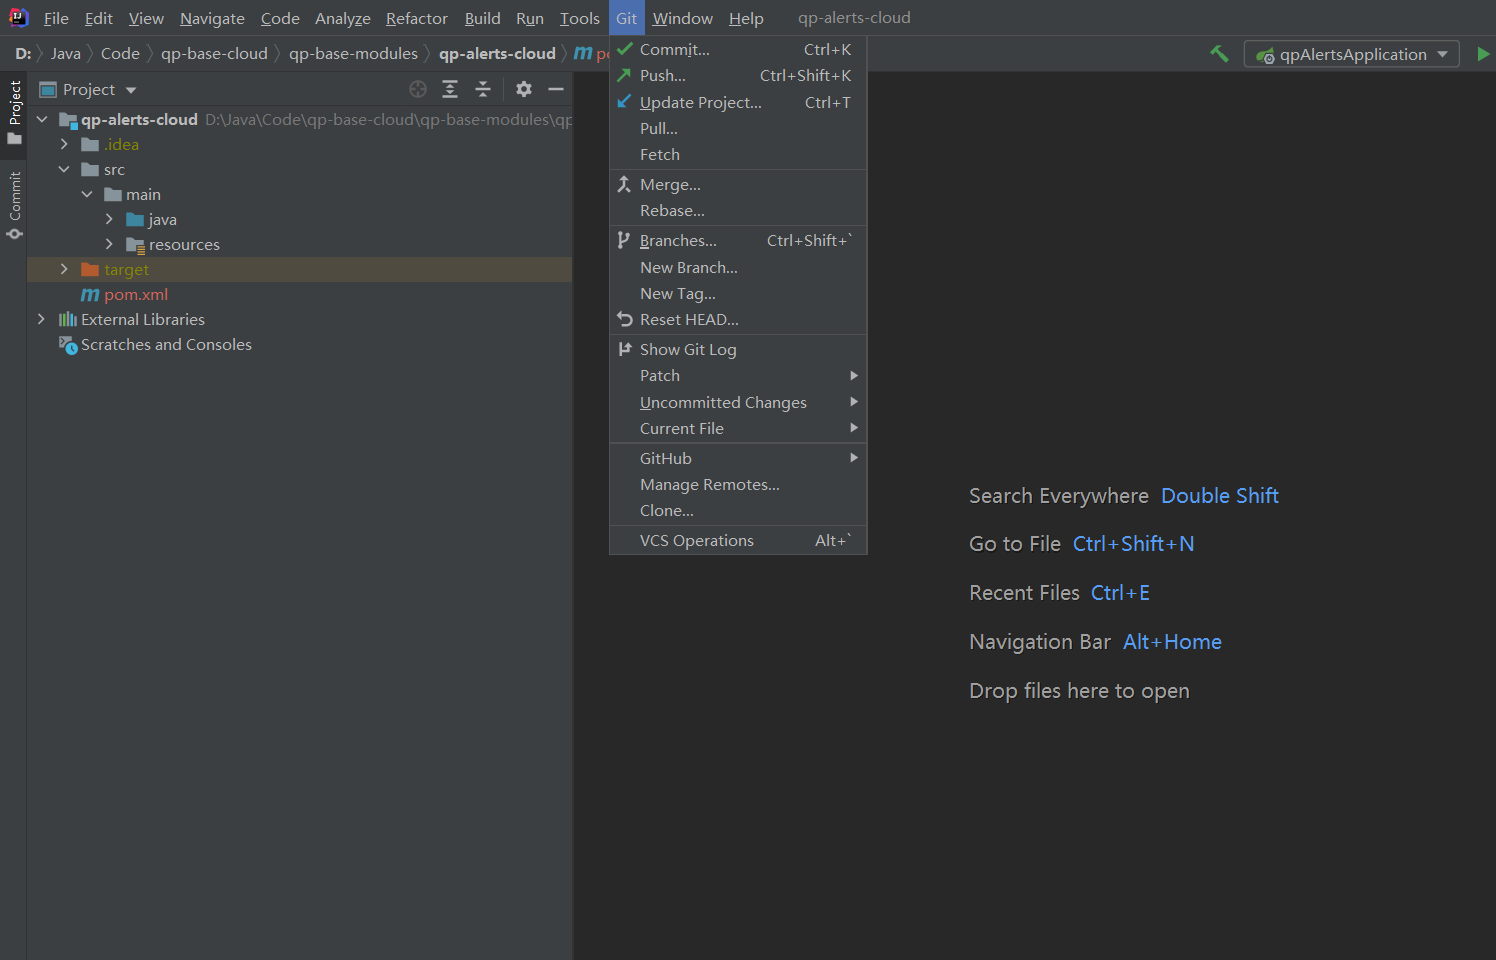 File Edit View Navigate Code Analyze Refactor Build Run Tools Git Window Help qp-alerts-cloud
D: Java Code qp-base-cloud qp-base-modules qp-alerts-cloud qpAlertsApplication
Project
Commit
Project
qp-alerts-cloud D:\Java\Code\qp-base-cloud\qp-base-modules\qp
.idea
src
main
java
resources
target
pom.xml
External Libraries
Scratches and Consoles
Commit... Ctrl+K
Push... Ctrl+Shift+K
Update Project... Ctrl+T
Pull...
Fetch
Merge...
Rebase...
Branches... Ctrl+Shift+`
New Branch...
New Tag...
Reset HEAD...
Show Git Log
Patch
Uncommitted Changes
Current File
GitHub
Manage Remotes...
Clone...
VCS Operations Alt+`
Search Everywhere Double Shift
Go to File Ctrl+Shift+N
Recent Files Ctrl+E
Navigation Bar Alt+Home
Drop files here to open